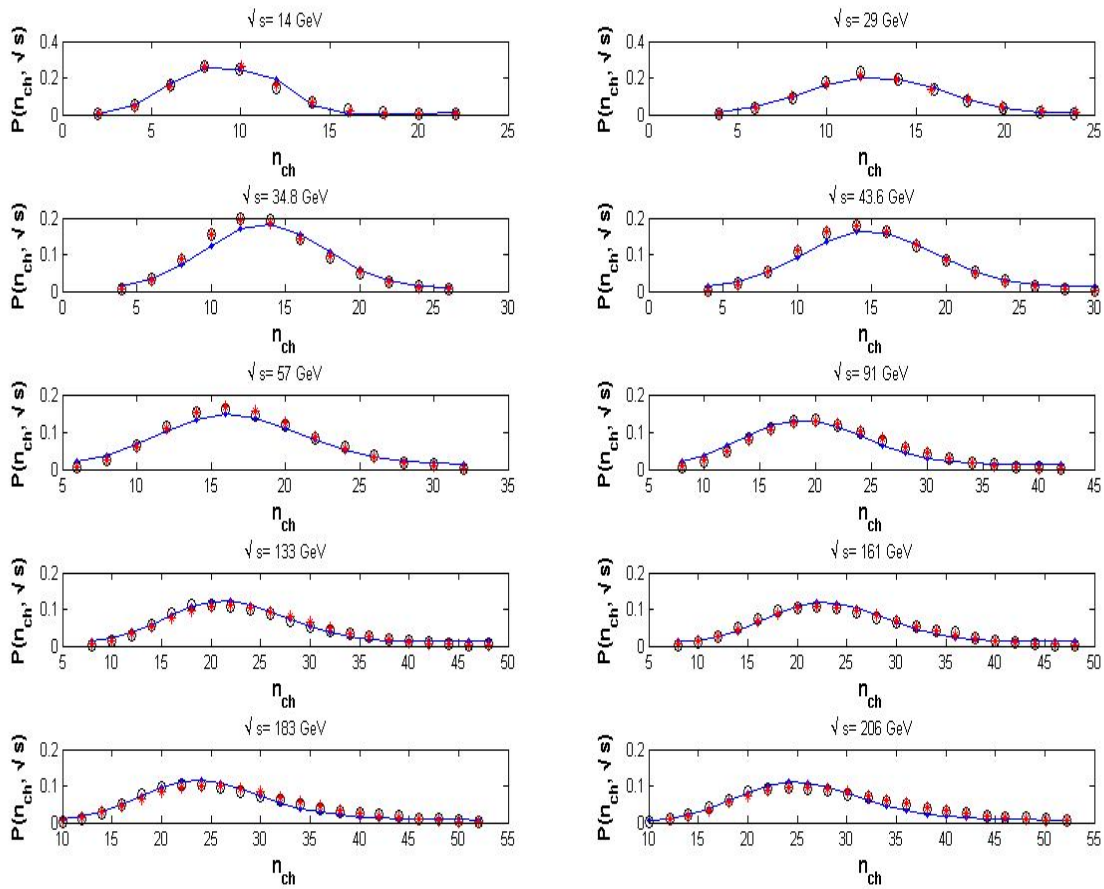 √ s= 14 GeV
P(n_ch, √ s)
0.4
0.2
0
0 5 10 15 20 25
n_ch
√ s= 29 GeV
P(n_ch, √ s)
0.4
0.2
0
0 5 10 15 20 25
n_ch
√ s= 34.8 GeV
P(n_ch, √ s)
0.2
0.1
0
0 5 10 15 20 25 30
n_ch
√ s= 43.6 GeV
P(n_ch, √ s)
0.2
0.1
0
0 5 10 15 20 25 30
n_ch
√ s= 57 GeV
P(n_ch, √ s)
0.2
0.1
0
5 10 15 20 25 30 35
n_ch
√ s= 91 GeV
P(n_ch, √ s)
0.2
0.1
0
5 10 15 20 25 30 35 40 45
n_ch
√ s= 133 GeV
P(n_ch, √ s)
0.2
0.1
0
5 10 15 20 25 30 35 40 45 50
n_ch
√ s= 161 GeV
P(n_ch, √ s)
0.2
0.1
0
5 10 15 20 25 30 35 40 45 50
n_ch
√ s= 183 GeV
P(n_ch, √ s)
0.2
0.1
0
10 15 20 25 30 35 40 45 50 55
n_ch
√ s= 206 GeV
P(n_ch, √ s)
0.2
0.1
0
10 15 20 25 30 35 40 45 50 55
n_ch